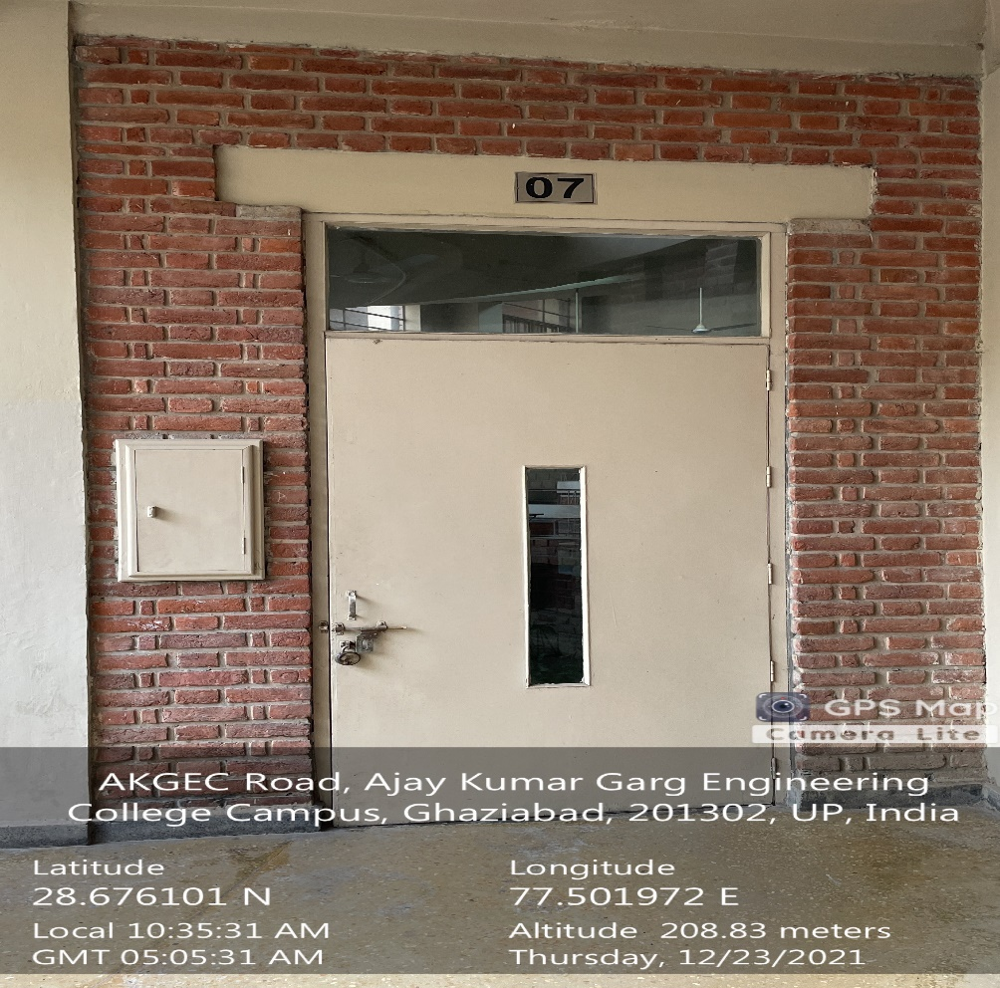 07
GPS Map
Camera Lite
AKGEC Road, Ajay Kumar Garg Engineering
College Campus, Ghaziabad, 201302, UP, India
Latitude
28.676101 N
Longitude
77.501972 E
Local 10:35:31 AM
GMT 05:05:31 AM
Altitude 208.83 meters
Thursday, 12/23/2021